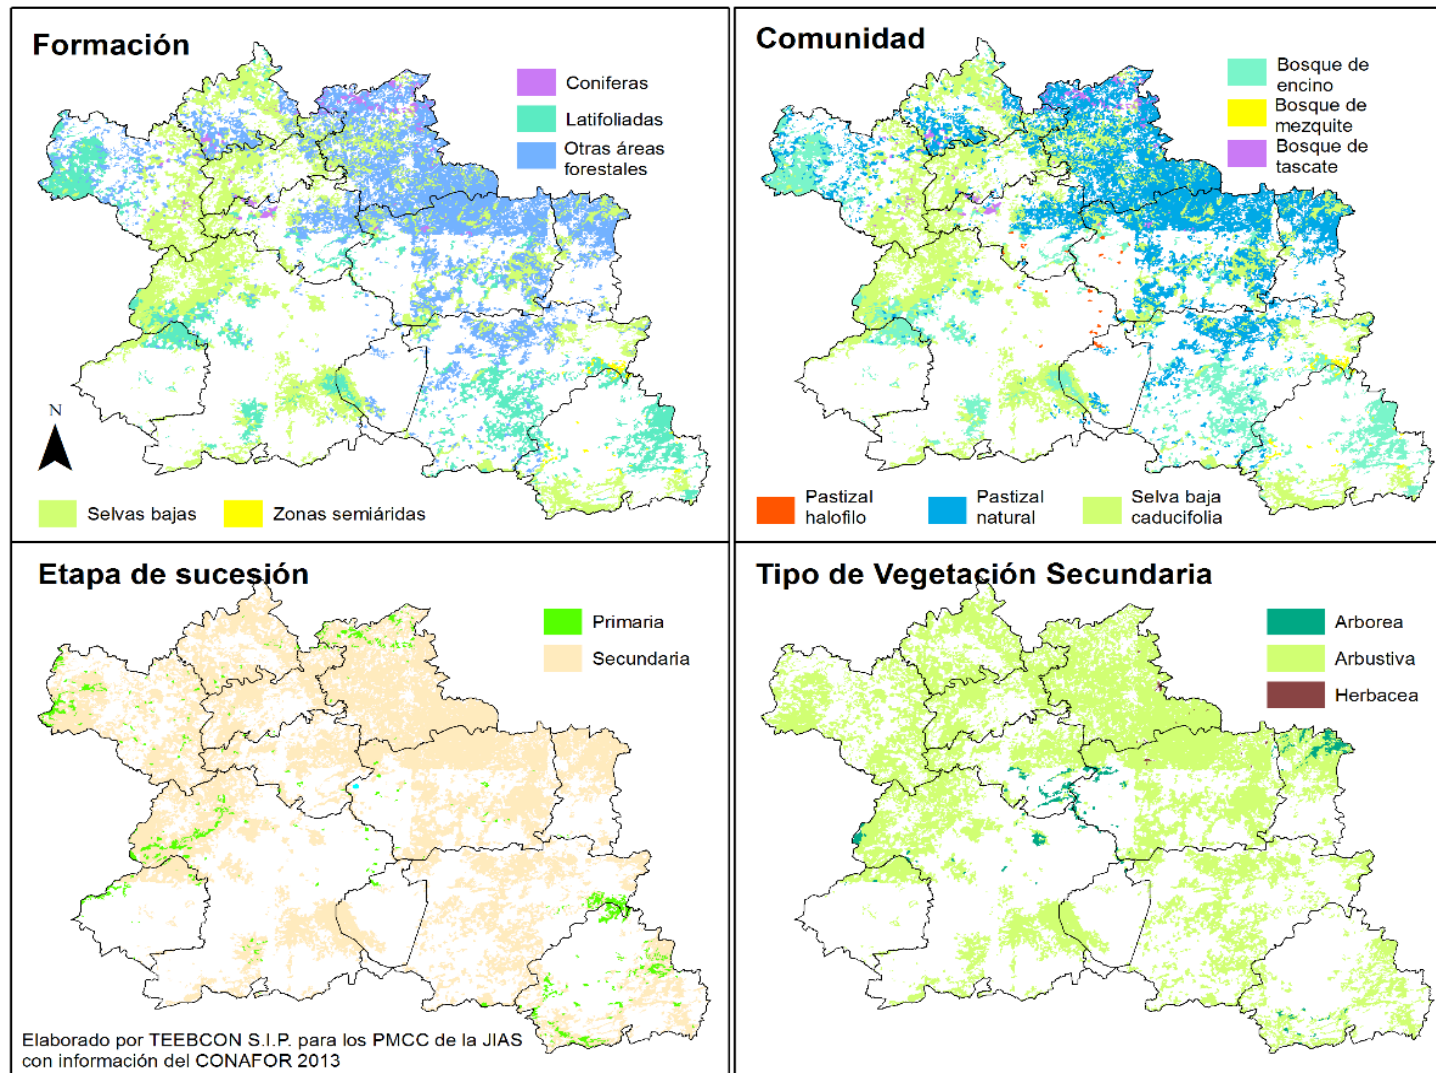 Formación
Coniferas
Latifoliadas
Otras áreas
forestales
N
Selvas bajas
Zonas semiáridas
Comunidad
Bosque de
encino
Bosque de
mezquite
Bosque de
tascate
Pastizal
halofilo
Pastizal
natural
Selva baja
caducifolia
Etapa de sucesión
Primaria
Secundaria
Elaborado por TEEBCON S.I.P. para los PMCC de la JIAS
con información del CONAFOR 2013
Tipo de Vegetación Secundaria
Arborea
Arbustiva
Herbacea